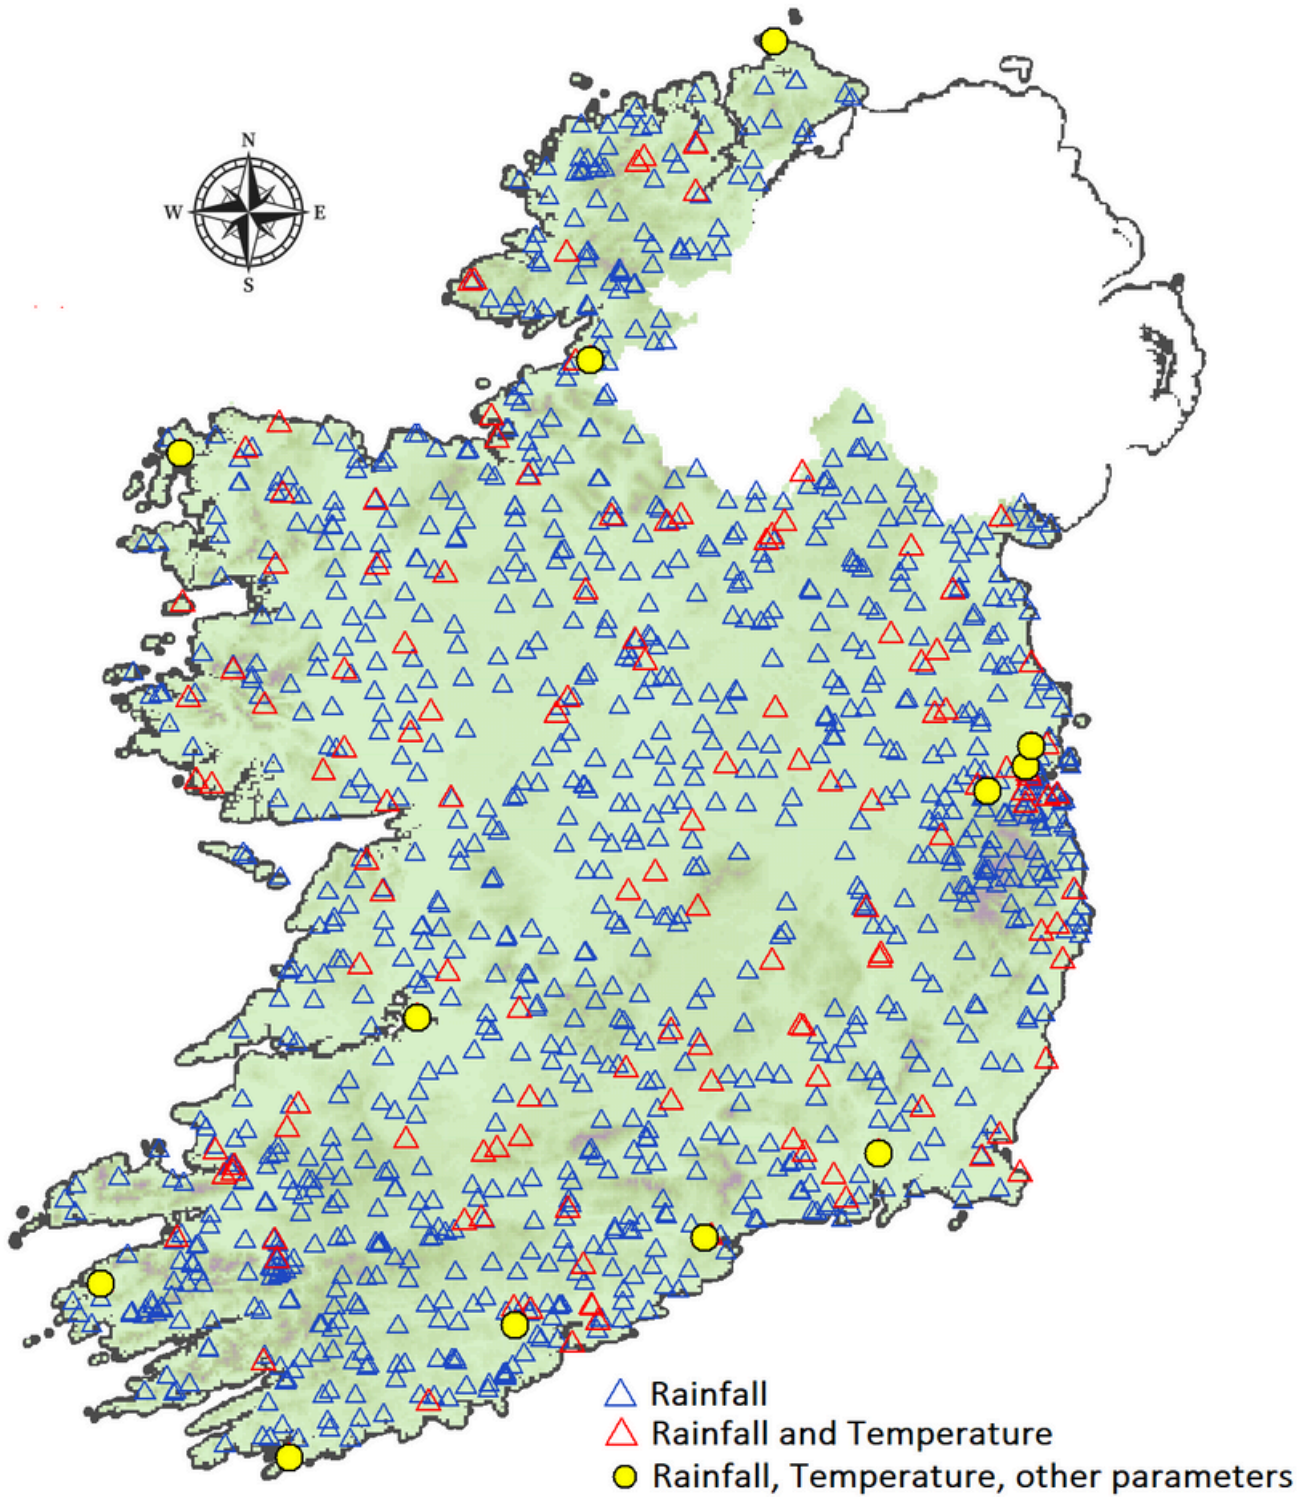 N
W E
S
Rainfall
Rainfall and Temperature
Rainfall, Temperature, other parameters